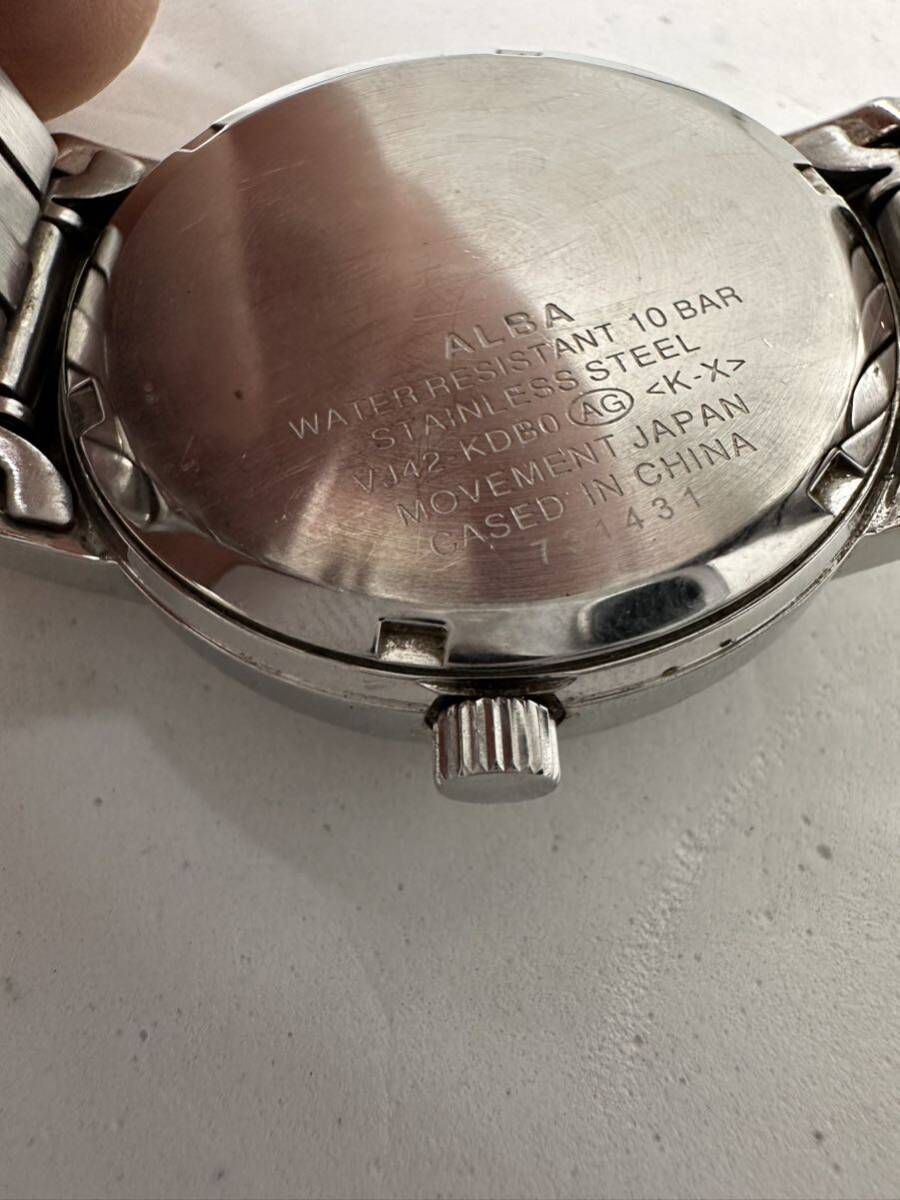 ALBA
WATER RESISTANT 10 BAR
STAINLESS STEEL
VJ42-KDB0 AG <K-X>
MOVEMENT JAPAN
CASED IN CHINA